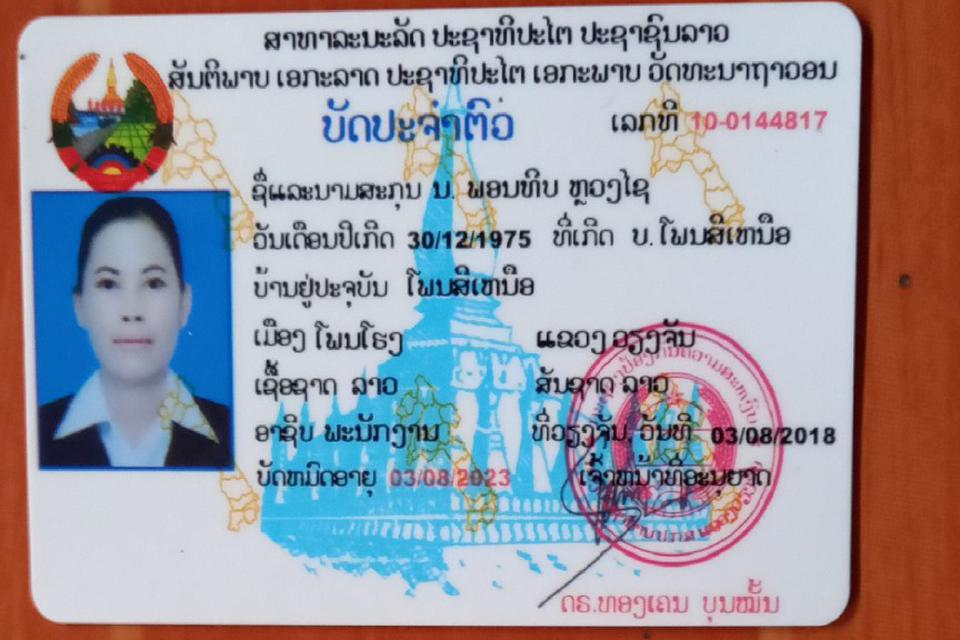 ສາທາລະນະລັດ ປະຊາທິປະໄຕ ປະຊາຊົນລາວ
ສັນຕິພາບ ເອກະລາດ ປະຊາທິປະໄຕ ເອກະພາບ ວັດທະນາຖາວອນ
ບັດປະຈຳຕົວ ເລກທີ 10-0144817
ຊື່ແລະນາມສະກຸນ ນ. ພອນທິບ ຫຼວງໄຊ
ວັນເດືອນປີເກີດ 30/12/1975 ທີ່ເກີດ ບ. ໂພນສີເຫນືອ
ບ້ານຢູ່ປະຈຸບັນ ໂພນສີເຫນືອ
ເມືອງ ໂພນໂຮງ ແຂວງ ວຽງຈັນ
ເຊື້ອຊາດ ລາວ ສັນຊາດ ລາວ
ອາຊີບ ພະນັກງານ ທີ່ວຽງຈັນ, ວັນທີ 03/08/2018
ບັດຫມົດອາຍຸ 03/08/2023 ເຈົ້າຫນ້າທີ່ອະນຸຍາດ
ດຣ.ທອງເຄນ ບຸນໝັ້ນ